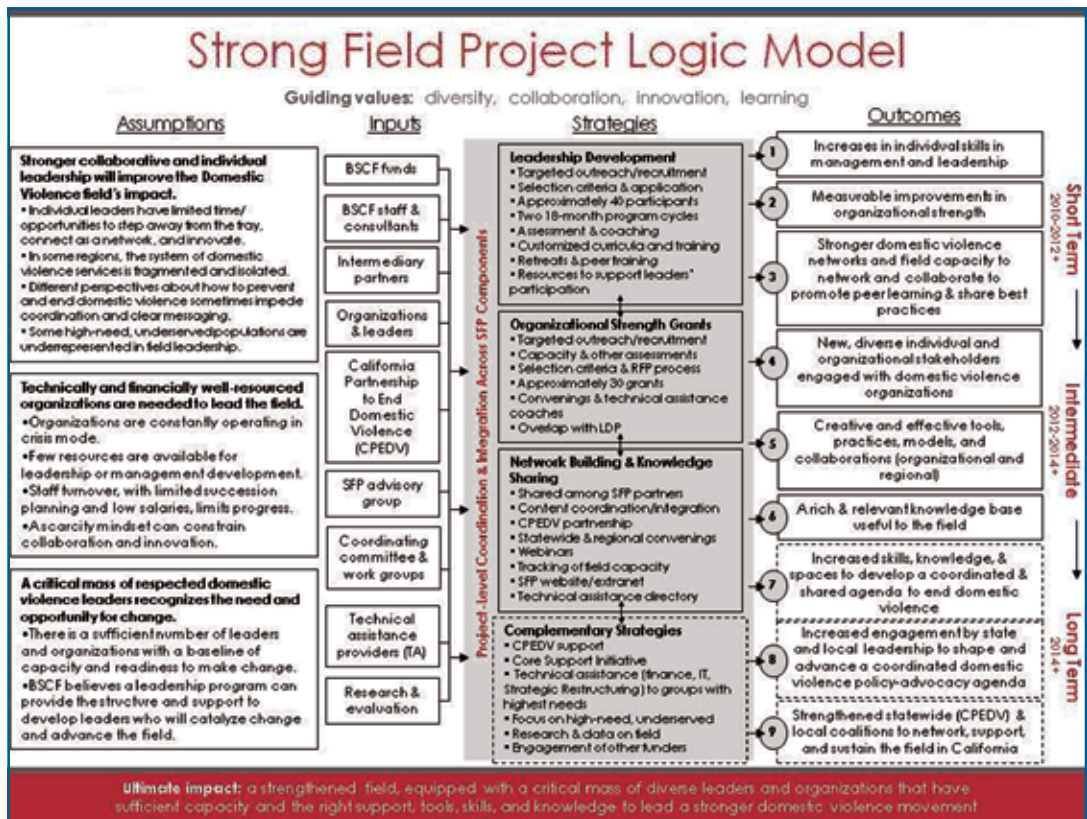 Strong Field Project Logic Model
Guiding values: diversity, collaboration, innovation, learning
Assumptions
Stronger collaborative and individual
leadership will improve the Domestic
Violence field's impact.
▪ Individual leaders have limited time/
opportunities to step away from the fray,
connect as a network, and innovate.
▪ In some regions, the system of domestic
violence services is fragmented and isolated.
▪ Different perspectives about how to prevent
and end domestic violence sometimes impede
coordination and clear messaging.
▪ Some high-need, underserved populations are
underrepresented in field leadership.
Technically and financially well-resourced
organizations are needed to lead the field.
•Organizations are constantly operating in
crisis mode.
•Few resources are available for
leadership or management development.
•Staff turnover, with limited succession
planning and low salaries, limits progress.
•A scarcity mindset can constrain
collaboration and innovation.
A critical mass of respected domestic
violence leaders recognizes the need and
opportunity for change.
•There is a sufficient number of leaders
and organizations with a baseline of
capacity and readiness to make change.
•BSCF believes a leadership program can
provide the structure and support to
develop leaders who will catalyze change
and advance the field.
Inputs
BSCF funds
BSCF staff &
consultants
Intermediary
partners
Organizations
& leaders
California
Partnership
to End
Domestic
Violence
(CPEDV)
SFP advisory
group
Coordinating
committee &
work groups
Technical
assistance
providers (TA)
Research &
evaluation
Strategies
Project-Level Coordination & Integration Across SFP Components
Leadership Development
▪ Targeted outreach/recruitment
▪ Selection criteria & application
▪ Approximately 40 participants
▪ Two 18-month program cycles
▪ Assessment & coaching
▪ Customized curricula and training
▪ Retreats & peer training
▪ Resources to support leaders'
participation
Organizational Strength Grants
▪ Targeted outreach/recruitment
▪ Capacity & other assessments
▪ Selection criteria & RFP process
▪ Approximately 30 grants
▪ Convenings & technical assistance
coaches
▪ Overlap with LDP
Network Building & Knowledge
Sharing
▪ Shared among SFP partners
▪ Content coordination/integration
▪ CPEDV partnership
▪ Statewide & regional convenings
▪ Webinars
▪ Tracking of field capacity
▪ SFP website/extranet
▪ Technical assistance directory
Complementary Strategies
▪ CPEDV support
▪ Core Support Initiative
▪ Technical assistance (finance, IT,
Strategic Restructuring) to groups with
highest needs
▪ Focus on high-need, underserved
▪ Research & data on field
▪ Engagement of other funders
Outcomes
1
Increases in individual skills in
management and leadership
2
Measurable improvements in
organizational strength
3
Stronger domestic violence
networks and field capacity to
network and collaborate to
promote peer learning & share best
practices
4
New, diverse individual and
organizational stakeholders
engaged with domestic violence
organizations
5
Creative and effective tools,
practices, models, and
collaborations (organizational and
regional)
6
A rich & relevant knowledge base
useful to the field
7
Increased skills, knowledge, &
spaces to develop a coordinated &
shared agenda to end domestic
violence
8
Increased engagement by state
and local leadership to shape and
advance a coordinated domestic
violence policy-advocacy agenda
9
Strengthened statewide (CPEDV) &
local coalitions to network, support,
and sustain the field in California
Short Term
2010-2012+
Intermediate
2012-2014+
Long Term
2014+
Ultimate impact: a strengthened field, equipped with a critical mass of diverse leaders and organizations that have
sufficient capacity and the right support, tools, skills, and knowledge to lead a stronger domestic violence movement